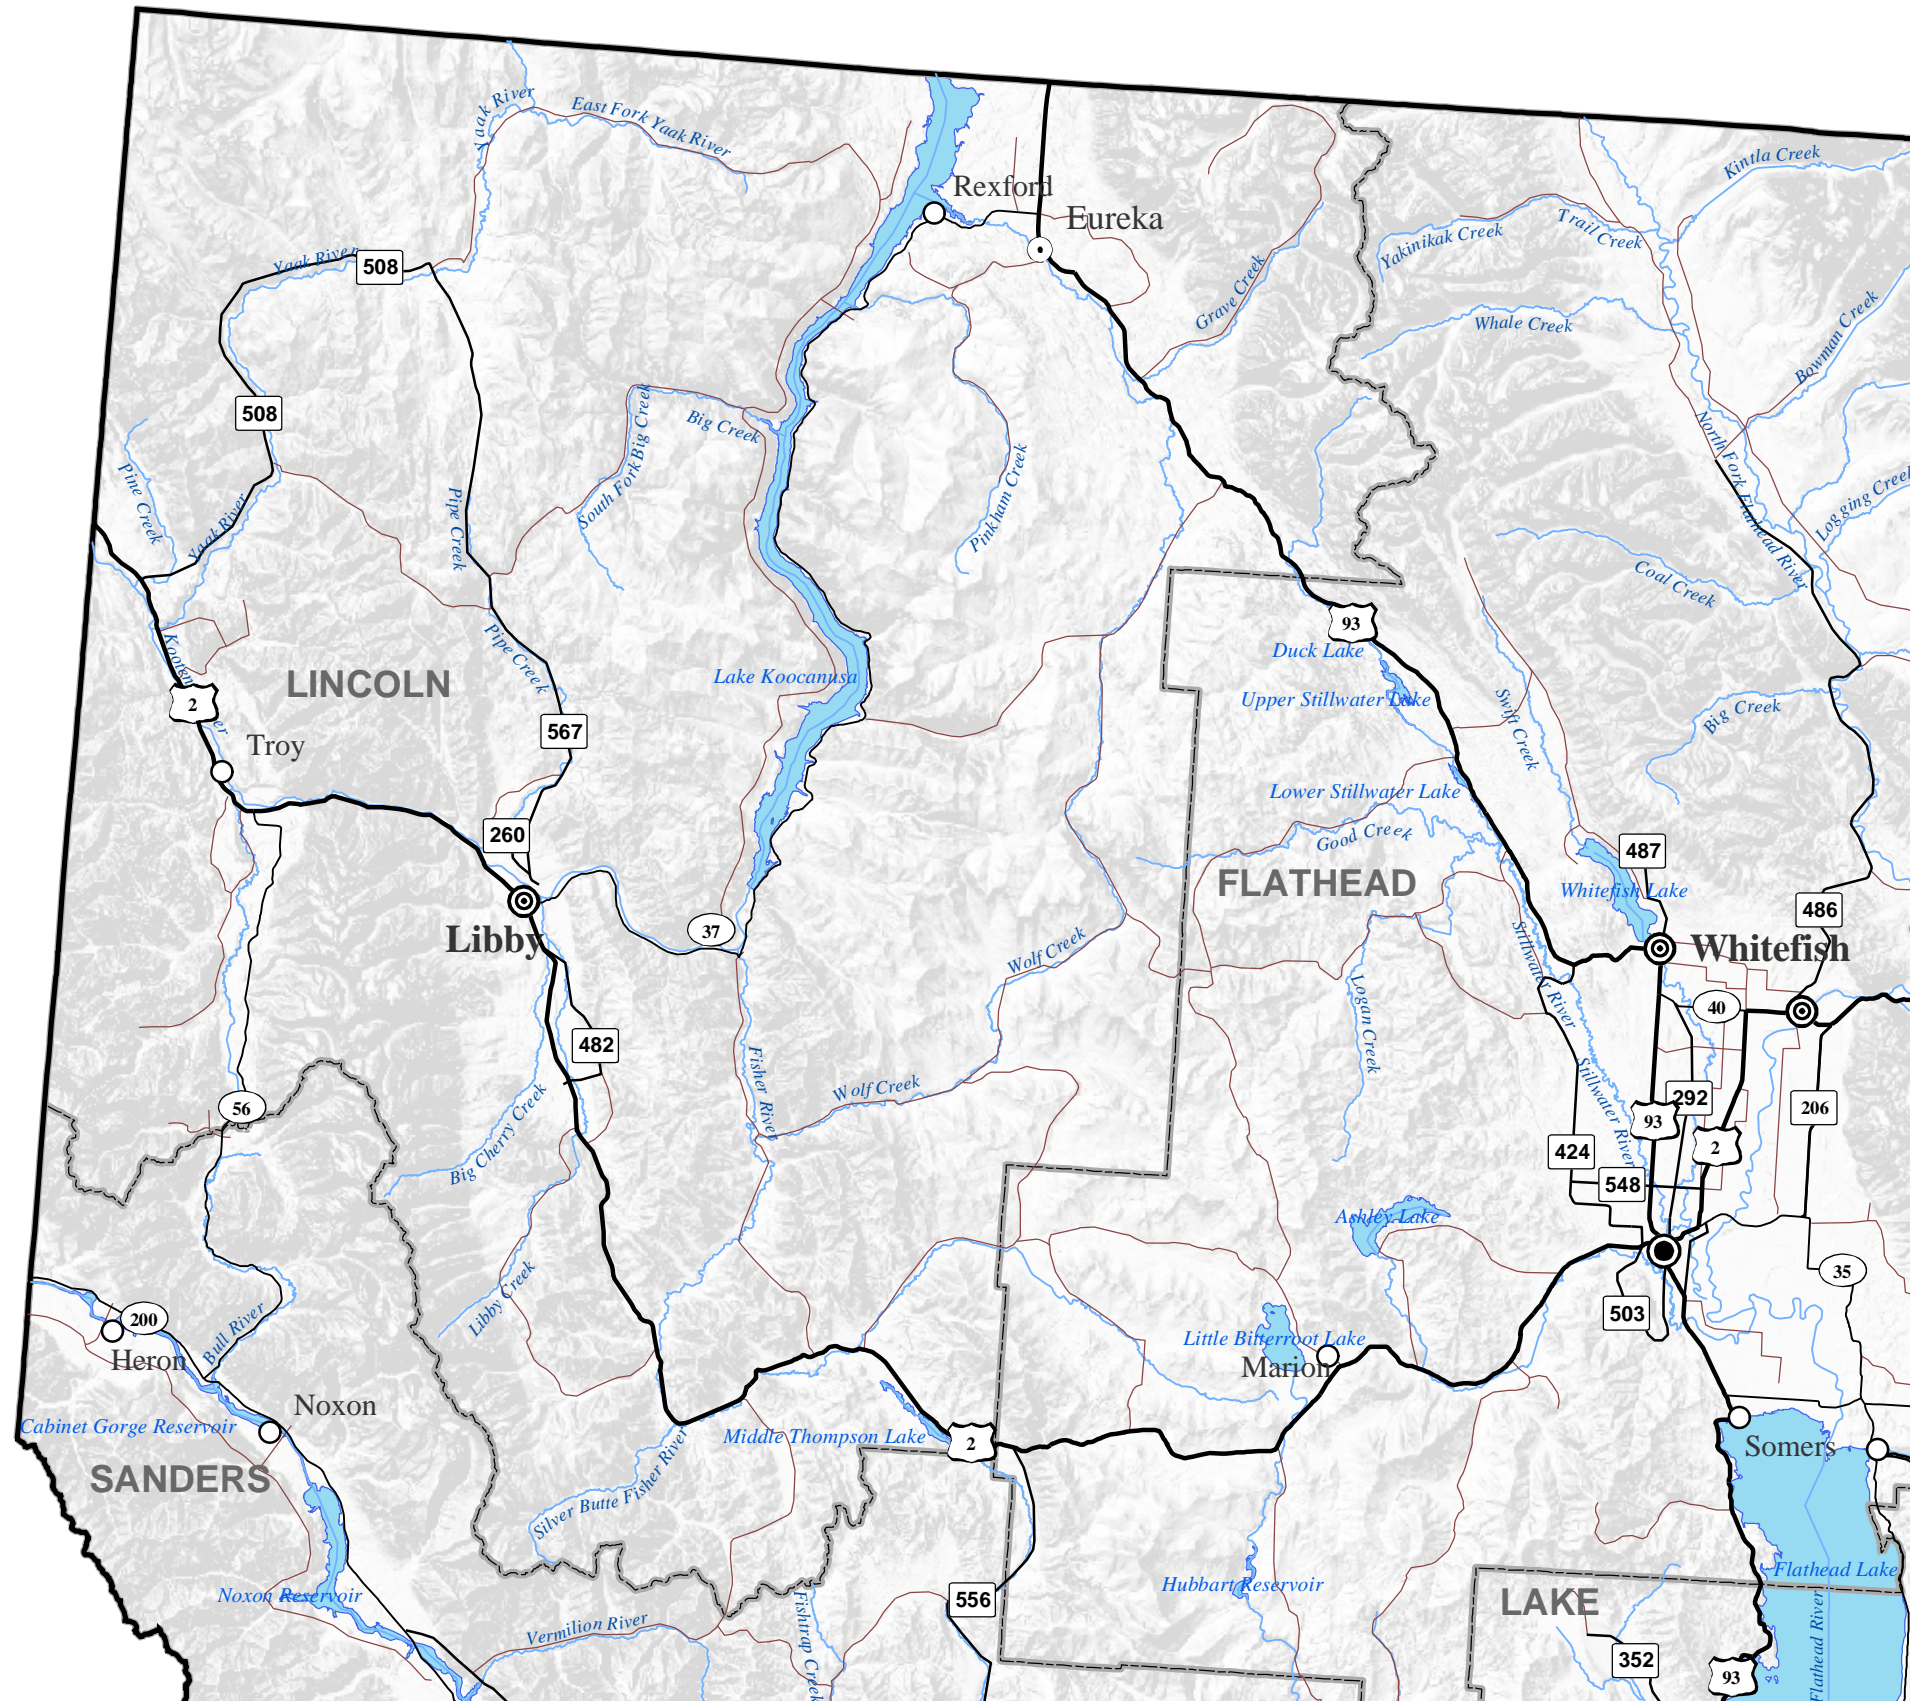 Yaak River
East Fork Yaak River
Kintla Creek
Rexford
Eureka
Trail Creek
Yakinikak Creek
Yaak River
508
Grave Creek
Whale Creek
Bowman Creek
508
Big Creek
South Fork Big Creek
Pinkham Creek
North Fork Flathead River
Logging Creek
Pine Creek
Yaak River
Pipe Creek
Coal Creek
93
Duck Lake
Pipe Creek
LINCOLN
Lake Koocanusa
Upper Stillwater Lake
Swift Creek
Big Creek
2
Troy
567
Lower Stillwater Lake
Good Creek
260
487
FLATHEAD
Whitefish Lake
486
Libby
37
Wolf Creek
Stillwater River
Whitefish
Logan Creek
40
482
Fisher River
Wolf Creek
Stillwater River
292
206
56
93
2
Big Cherry Creek
424
548
Ashley Lake
35
Libby Creek
200
503
Bull River
Heron
Little Bitterroot Lake
Marion
Noxon
Cabinet Gorge Reservoir
Middle Thompson Lake
2
Somers
SANDERS
Silver Butte Fisher River
Noxon Reservoir
Hubbart Reservoir
Flathead Lake
556
LAKE
Vermilion River
Fishtrap Creek
352
93
Flathead River